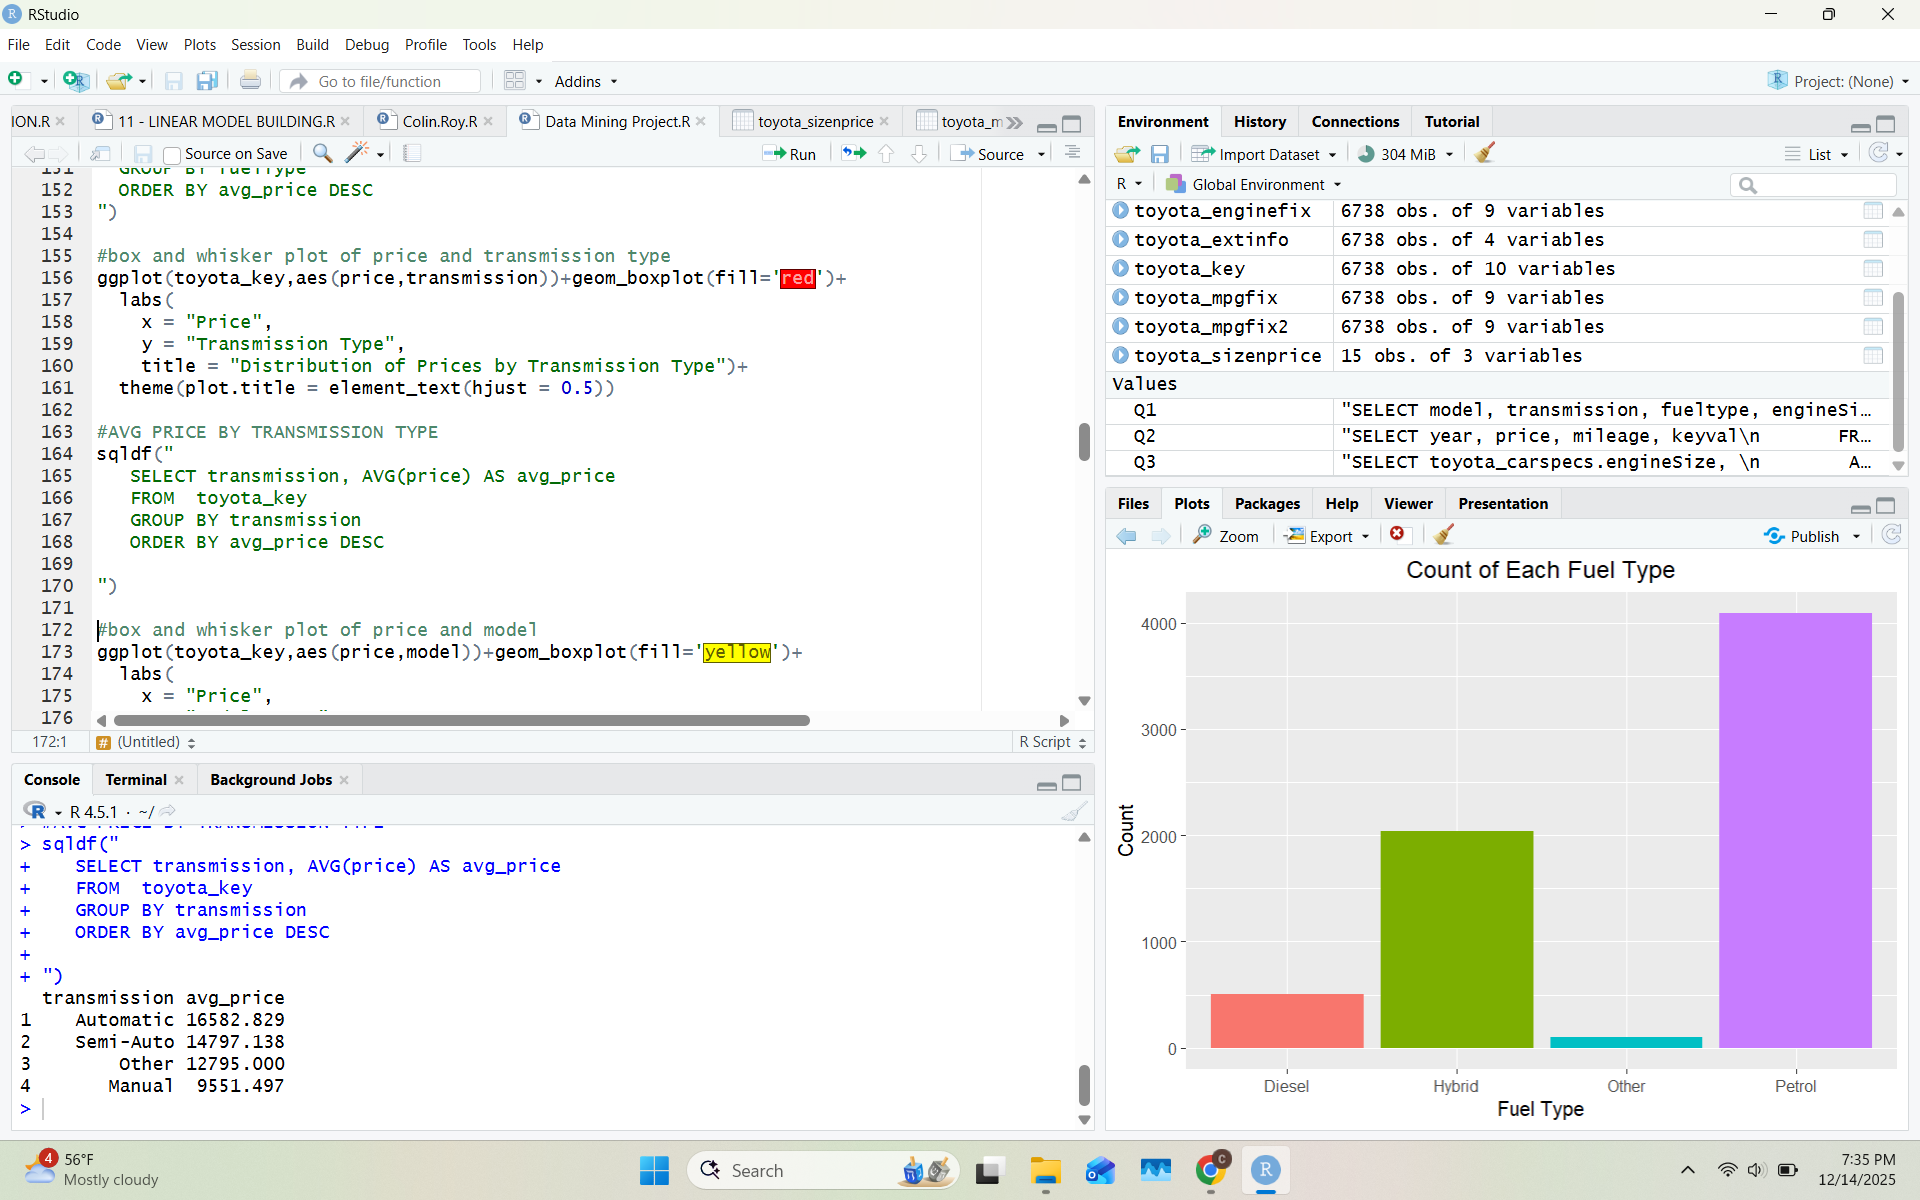 RStudio
File Edit Code View Plots Session Build Debug Profile Tools Help
Go to file/function Addins Project: (None)
ION.R 11 - LINEAR MODEL BUILDING.R Colin.Roy.R Data Mining Project.R toyota_sizenprice toyota_m
Source on Save Run Source
151 GROUP BY fueltype
152 ORDER BY avg_price DESC
153 ")
154
155 #box and whisker plot of price and transmission type
156 ggplot(toyota_key,aes(price,transmission))+geom_boxplot(fill='red')+
157 labs(
158 x = "Price",
159 y = "Transmission Type",
160 title = "Distribution of Prices by Transmission Type")+
161 theme(plot.title = element_text(hjust = 0.5))
162
163 #AVG PRICE BY TRANSMISSION TYPE
164 sqldf("
165 SELECT transmission, AVG(price) AS avg_price
166 FROM toyota_key
167 GROUP BY transmission
168 ORDER BY avg_price DESC
169
170 ")
171
172 #box and whisker plot of price and model
173 ggplot(toyota_key,aes(price,model))+geom_boxplot(fill='yellow')+
174 labs(
175 x = "Price",
176
172:1 # (Untitled) R Script
Console Terminal Background Jobs
R 4.5.1 · ~/
> #AVG PRICE BY TRANSMISSION TYPE
> sqldf("
+ SELECT transmission, AVG(price) AS avg_price
+ FROM toyota_key
+ GROUP BY transmission
+ ORDER BY avg_price DESC
+
+ ")
transmission avg_price
1 Automatic 16582.829
2 Semi-Auto 14797.138
3 Other 12795.000
4 Manual 9551.497
>
Environment History Connections Tutorial
Import Dataset 304 MiB List
R Global Environment
toyota_enginefix 6738 obs. of 9 variables
toyota_extinfo 6738 obs. of 4 variables
toyota_key 6738 obs. of 10 variables
toyota_mpgfix 6738 obs. of 9 variables
toyota_mpgfix2 6738 obs. of 9 variables
toyota_sizenprice 15 obs. of 3 variables
Values
Q1 "SELECT model, transmission, fueltype, engineSi…
Q2 "SELECT year, price, mileage, keyval\n FR…
Q3 "SELECT toyota_carspecs.engineSize, \n A…
Files Plots Packages Help Viewer Presentation
Zoom Export Publish
Count of Each Fuel Type
4000
3000
2000
1000
0
Count
Diesel Hybrid Other Petrol
Fuel Type
4 56°F
Mostly cloudy
Search
C
7:35 PM
12/14/2025